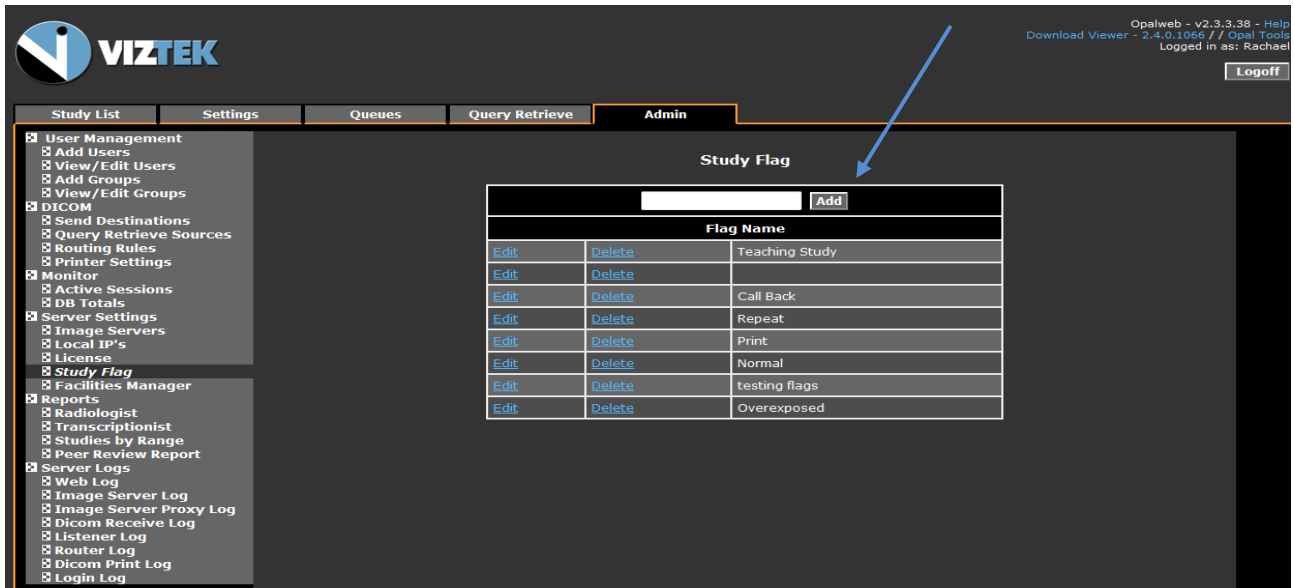 VIZTEK
Opalweb - v2.3.3.38 - Help
Download Viewer - 2.4.0.1066 / / Opal Tools
Logged in as: Rachael
Logoff
Study List Settings Queues Query Retrieve Admin
User Management
Add Users
View/Edit Users
Add Groups
View/Edit Groups
DICOM
Send Destinations
Query Retrieve Sources
Routing Rules
Printer Settings
Monitor
Active Sessions
DB Totals
Server Settings
Image Servers
Local IP's
License
Study Flag
Facilities Manager
Reports
Radiologist
Transcriptionist
Studies by Range
Peer Review Report
Server Logs
Web Log
Image Server Log
Image Server Proxy Log
Dicom Receive Log
Listener Log
Router Log
Dicom Print Log
Login Log
Study Flag
Add
Flag Name
Edit Delete Teaching Study
Edit Delete
Edit Delete Call Back
Edit Delete Repeat
Edit Delete Print
Edit Delete Normal
Edit Delete testing flags
Edit Delete Overexposed